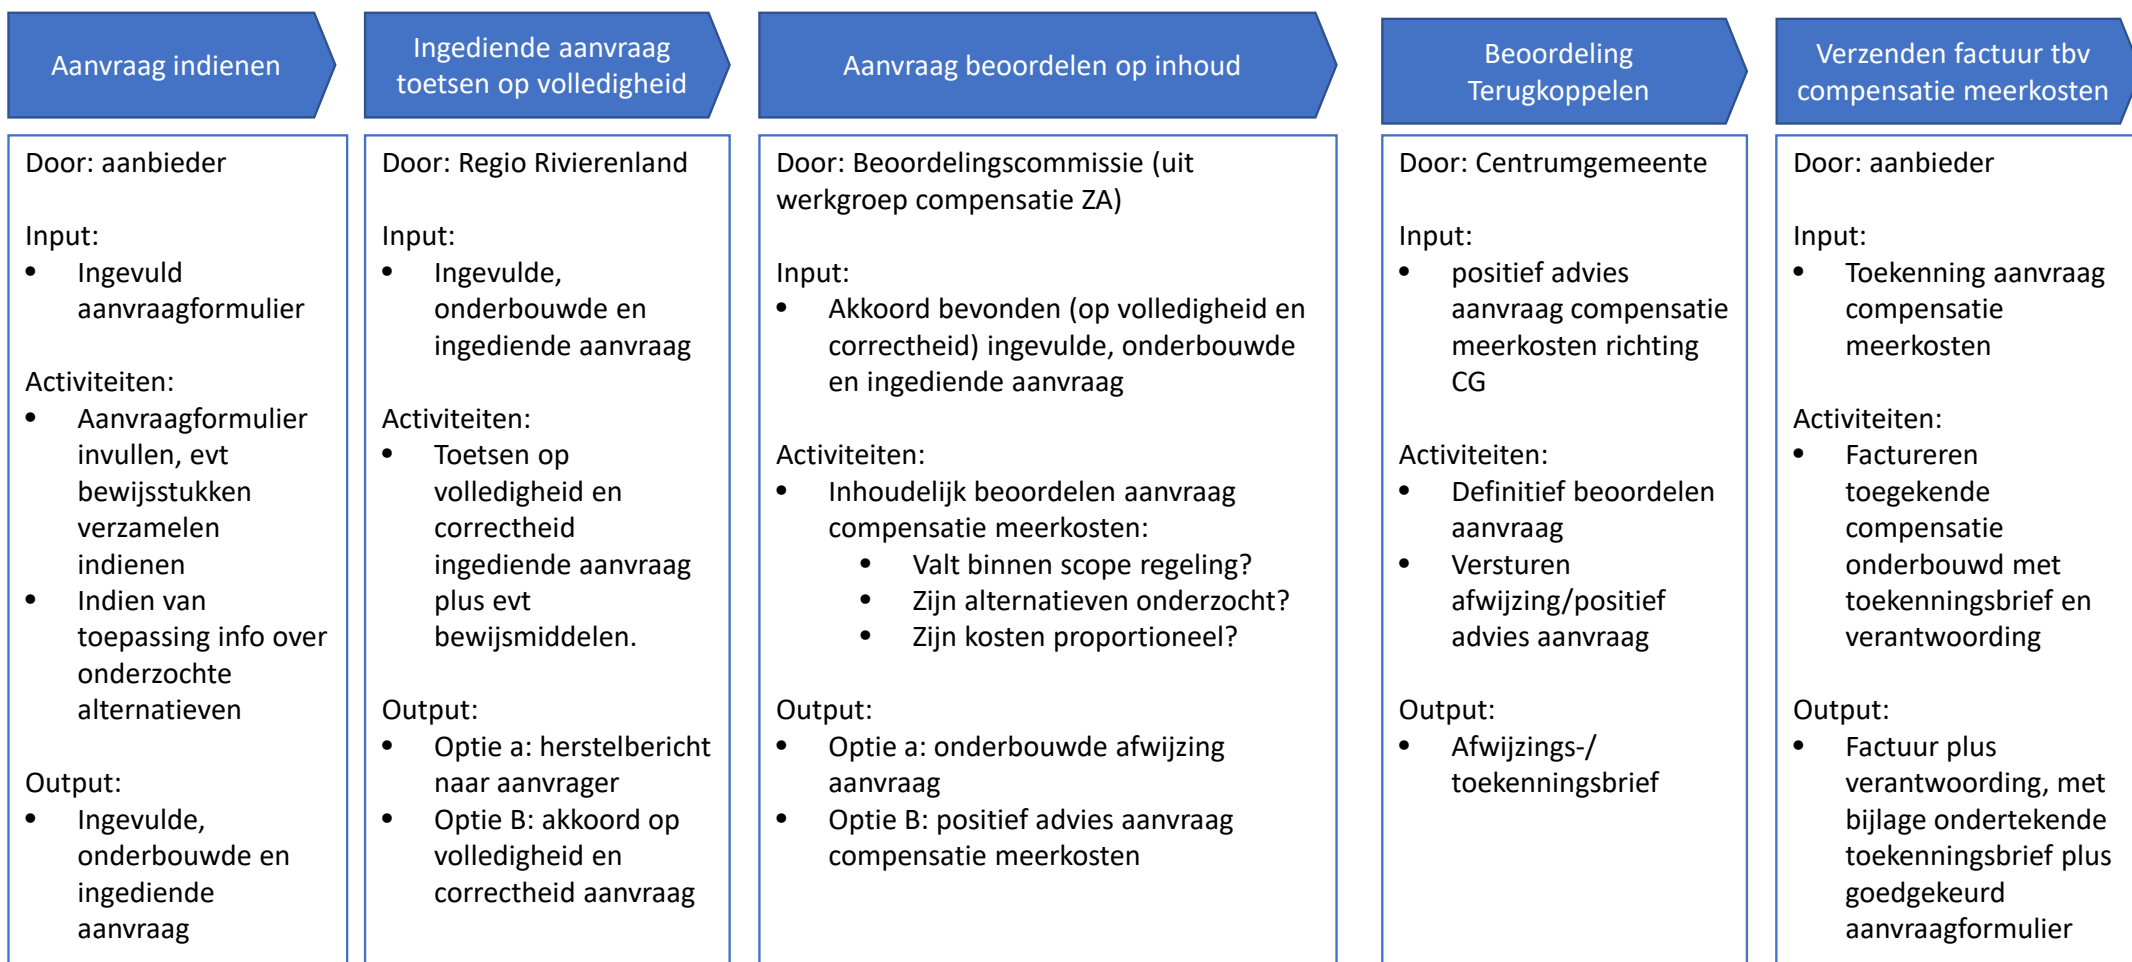 Aanvraag indienen
Ingediende aanvraag
toetsen op volledigheid
Aanvraag beoordelen op inhoud
Beoordeling
Terugkoppelen
Verzenden factuur tbv
compensatie meerkosten
Door: aanbieder
Input:
• Ingevuld
aanvraagformulier
Activiteiten:
• Aanvraagformulier
invullen, evt
bewijsstukken
verzamelen
indienen
• Indien van
toepassing info over
onderzochte
alternatieven
Output:
• Ingevulde,
onderbouwde en
ingediende
aanvraag
Door: Regio Rivierenland
Input:
• Ingevulde,
onderbouwde en
ingediende aanvraag
Activiteiten:
• Toetsen op
volledigheid en
correctheid
ingediende aanvraag
plus evt
bewijsmiddelen.
Output:
• Optie a: herstelbericht
naar aanvrager
• Optie B: akkoord op
volledigheid en
correctheid aanvraag
Door: Beoordelingscommissie (uit
werkgroep compensatie ZA)
Input:
• Akkoord bevonden (op volledigheid en
correctheid) ingevulde, onderbouwde
en ingediende aanvraag
Activiteiten:
• Inhoudelijk beoordelen aanvraag
compensatie meerkosten:
• Valt binnen scope regeling?
• Zijn alternatieven onderzocht?
• Zijn kosten proportioneel?
Output:
• Optie a: onderbouwde afwijzing
aanvraag
• Optie B: positief advies aanvraag
compensatie meerkosten
Door: Centrumgemeente
Input:
• positief advies
aanvraag compensatie
meerkosten richting
CG
Activiteiten:
• Definitief beoordelen
aanvraag
• Versturen
afwijzing/positief
advies aanvraag
Output:
• Afwijzings-/
toekenningsbrief
Door: aanbieder
Input:
• Toekenning aanvraag
compensatie
meerkosten
Activiteiten:
• Factureren
toegekende
compensatie
onderbouwd met
toekenningsbrief en
verantwoording
Output:
• Factuur plus
verantwoording, met
bijlage ondertekende
toekenningsbrief plus
goedgekeurd
aanvraagformulier